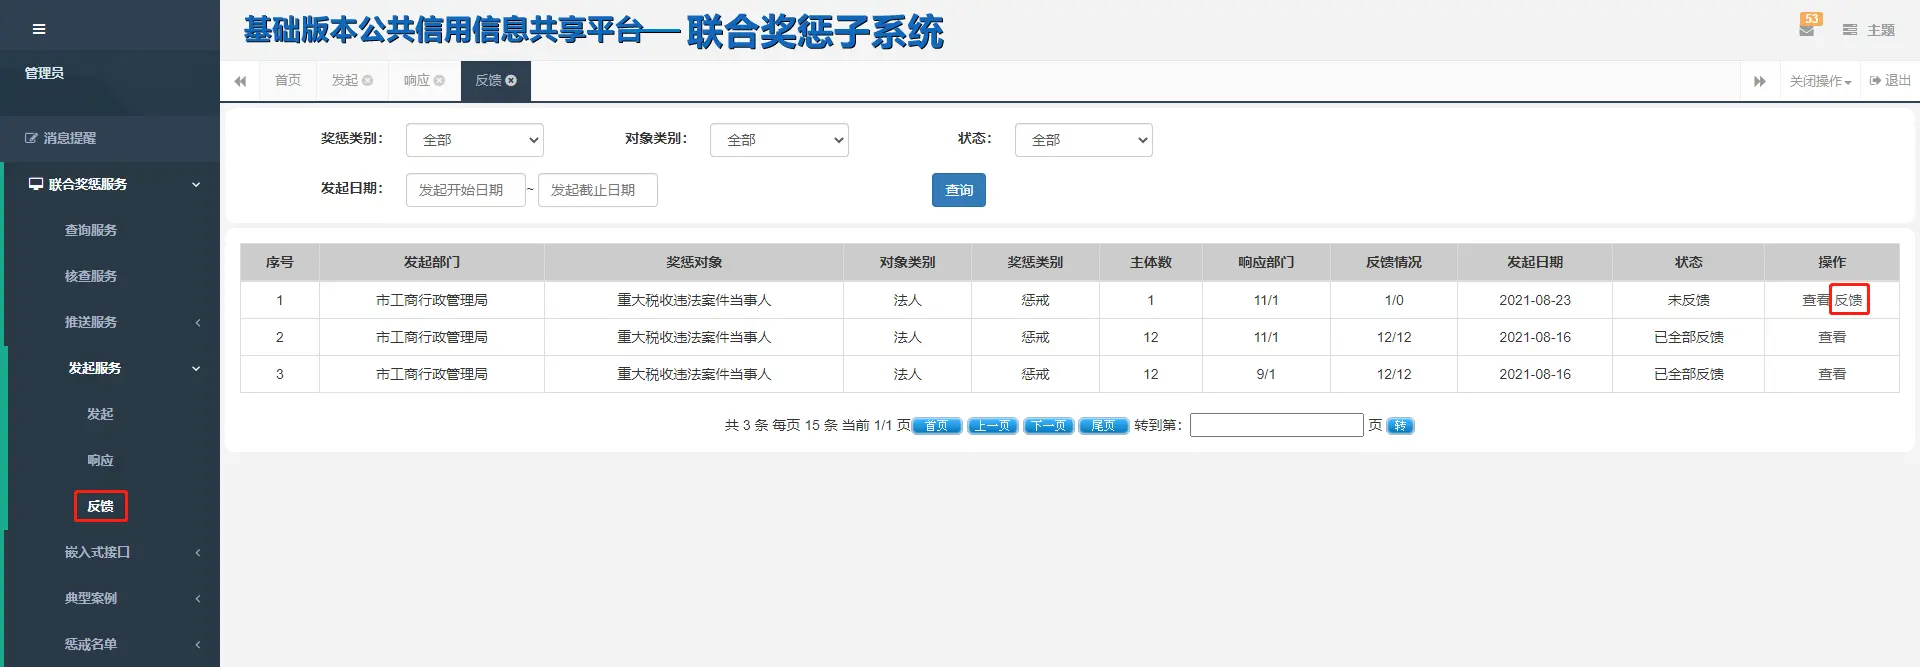 基础版本公共信用信息共享平台——联合奖惩子系统
53
主题
管理员
首页 发起 响应 反馈 关闭操作 退出
消息提醒
联合奖惩服务
查询服务
核查服务
推送服务
发起服务
发起
响应
反馈
嵌入式接口
典型案例
惩戒名单
奖惩类别: 全部 对象类别: 全部 状态: 全部
发起日期: 发起开始日期 ~ 发起截止日期 查询
序号 发起部门 奖惩对象 对象类别 奖惩类别 主体数 响应部门 反馈情况 发起日期 状态 操作
1 市工商行政管理局 重大税收违法案件当事人 法人 惩戒 1 11/1 1/0 2021-08-23 未反馈 查看 反馈
2 市工商行政管理局 重大税收违法案件当事人 法人 惩戒 12 11/1 12/12 2021-08-16 已全部反馈 查看
3 市工商行政管理局 重大税收违法案件当事人 法人 惩戒 12 9/1 12/12 2021-08-16 已全部反馈 查看
共 3 条 每页 15 条 当前 1/1 页 首页 上一页 下一页 尾页 转到第: 页 转